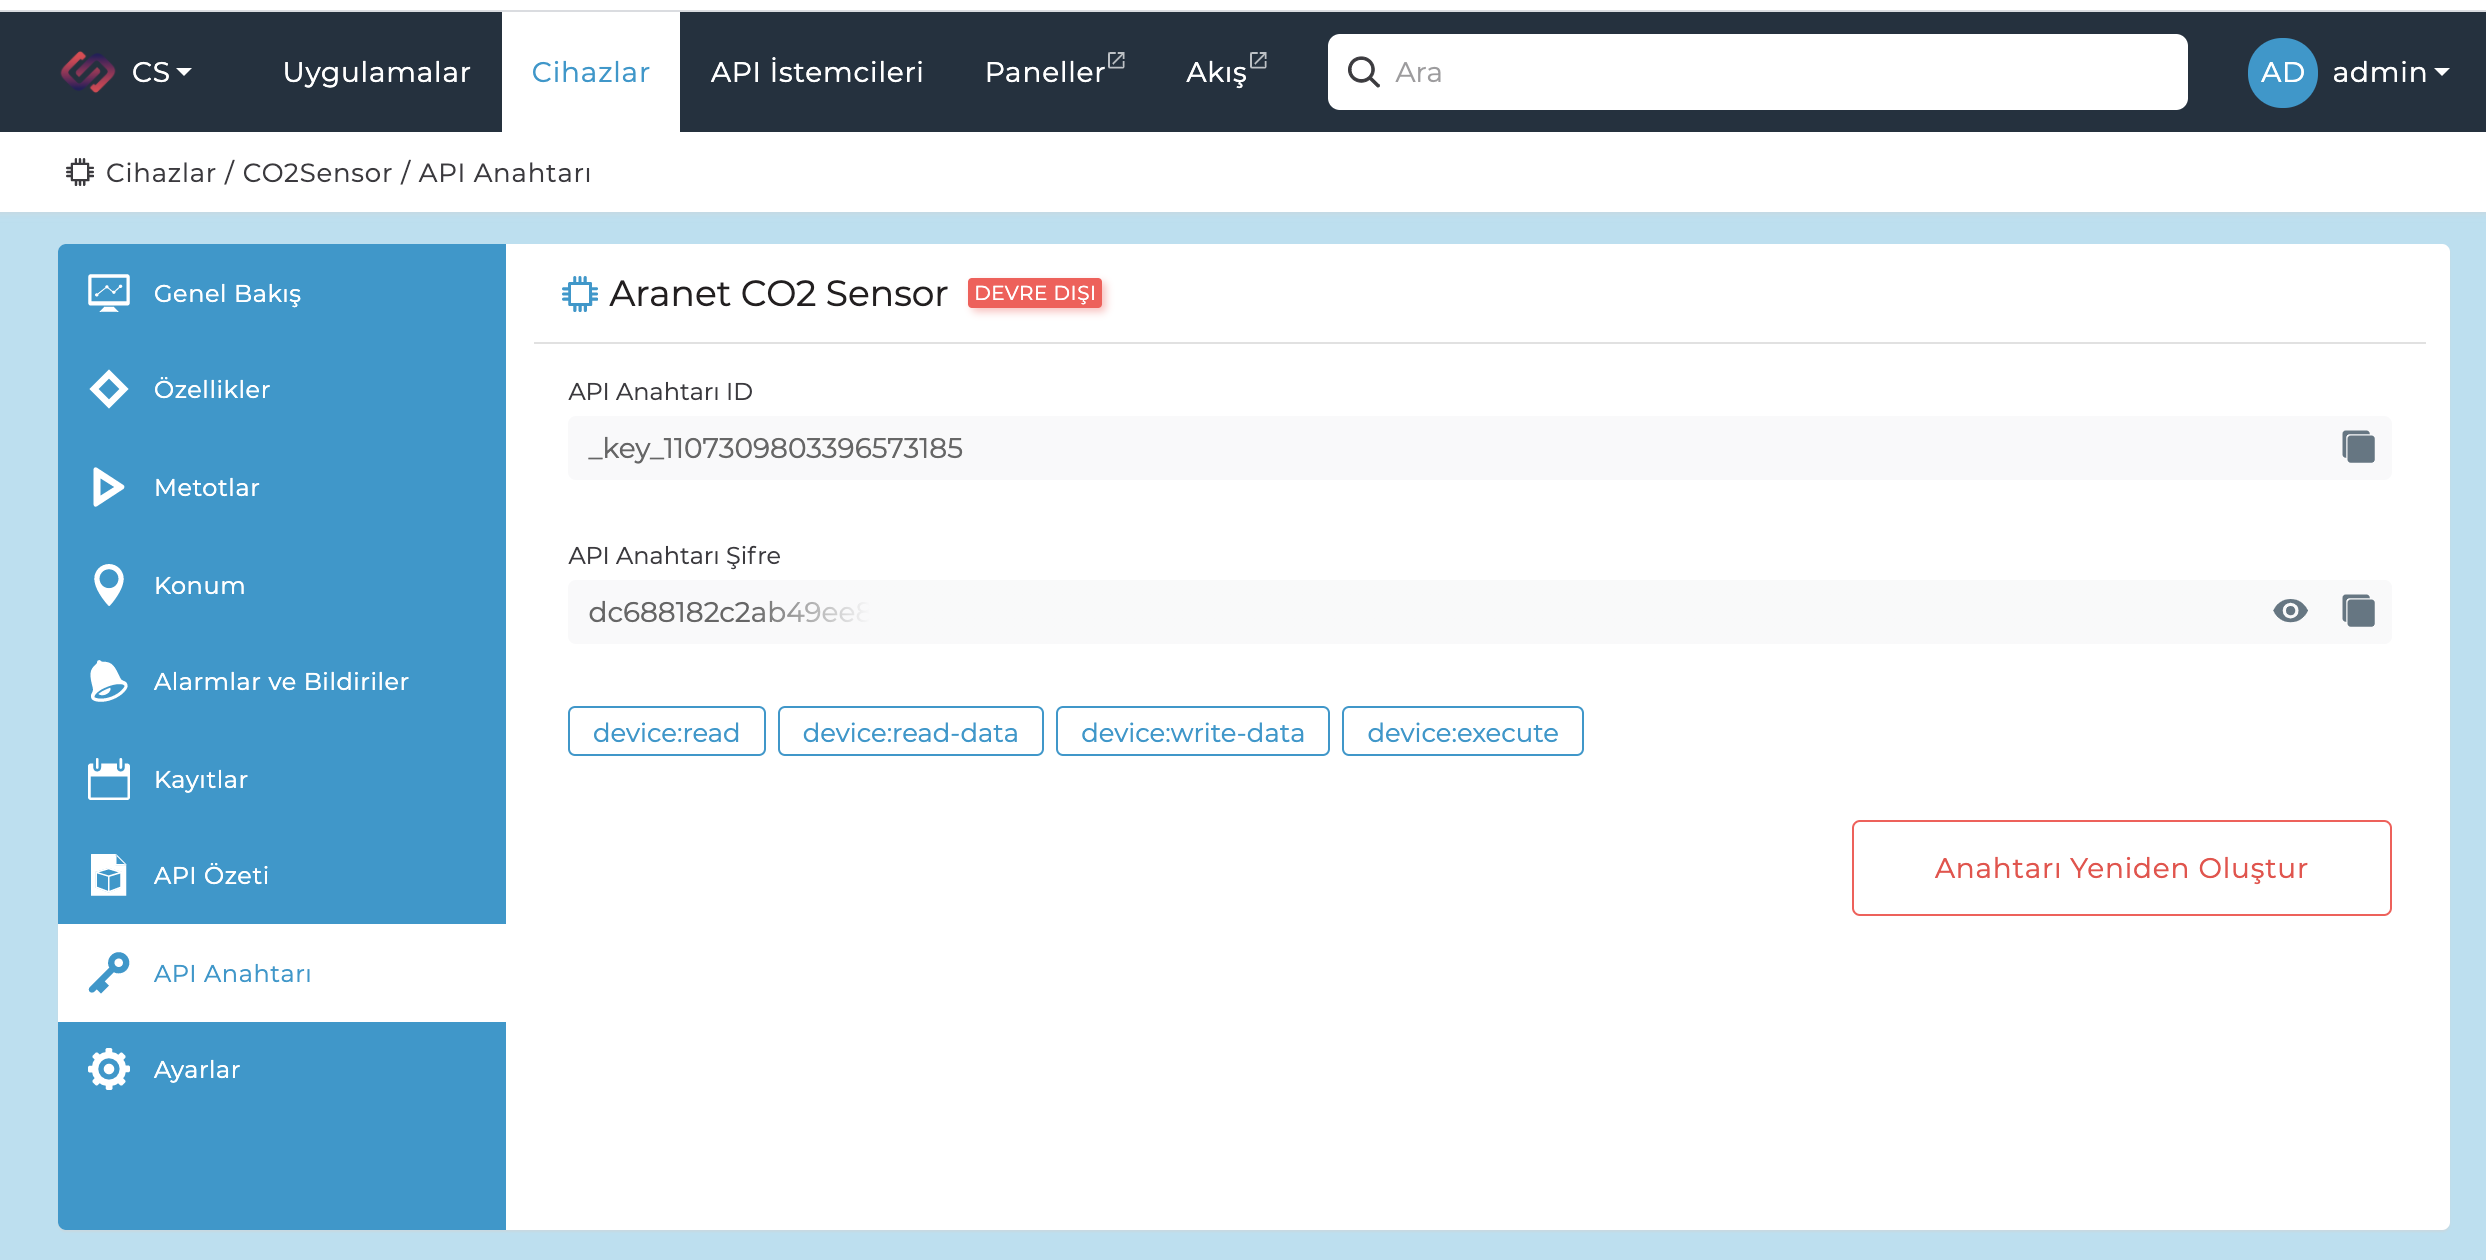 CS Uygulamalar Cihazlar API İstemcileri Paneller Akış Ara AD admin
Cihazlar / CO2Sensor / API Anahtarı
Genel Bakış
Özellikler
Metotlar
Konum
Alarmlar ve Bildiriler
Kayıtlar
API Özeti
API Anahtarı
Ayarlar
Aranet CO2 Sensor DEVRE DIŞI
API Anahtarı ID
_key_1107309803396573185
API Anahtarı Şifre
dc688182c2ab49ee8
device:read device:read-data device:write-data device:execute
Anahtarı Yeniden Oluştur